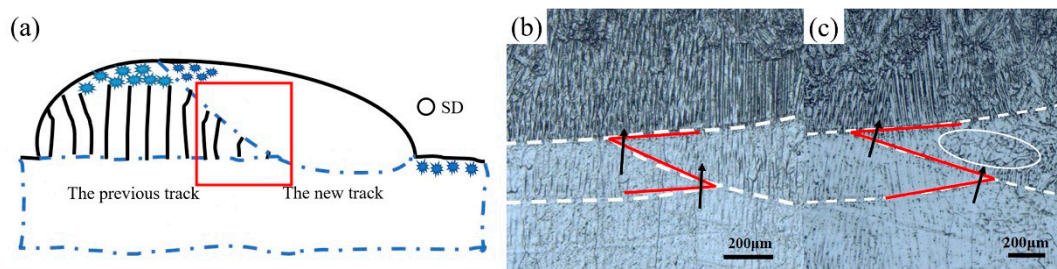 (a)
SD
The previous track
The new track
(b)
200μm
(c)
200μm